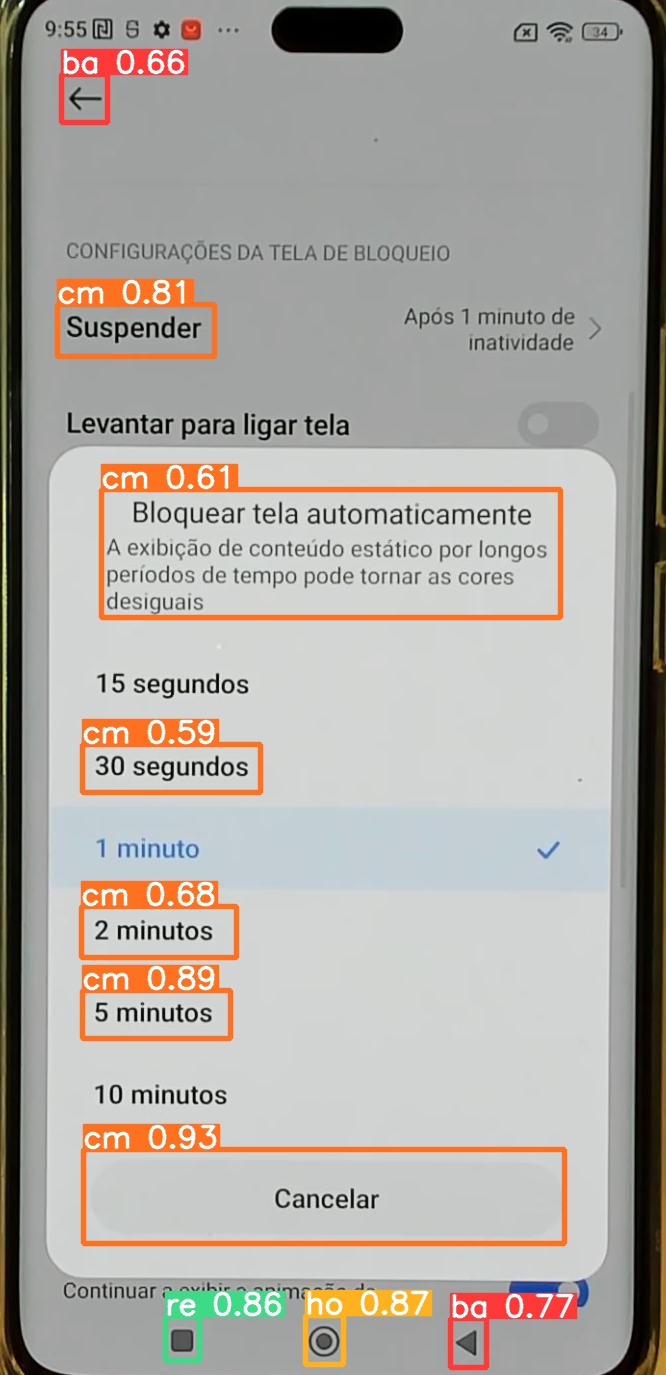 9:55
34
ba 0.66
CONFIGURAÇÕES DA TELA DE BLOQUEIO
cm 0.81
Suspender
Após 1 minuto de
inatividade
Levantar para ligar tela
cm 0.61
Bloquear tela automaticamente
A exibição de conteúdo estático por longos
períodos de tempo pode tornar as cores
desiguais
15 segundos
cm 0.59
30 segundos
1 minuto
cm 0.68
2 minutos
cm 0.89
5 minutos
10 minutos
cm 0.93
Cancelar
Continuar a exibir a animação de
re 0.86
ho 0.87
ba 0.77